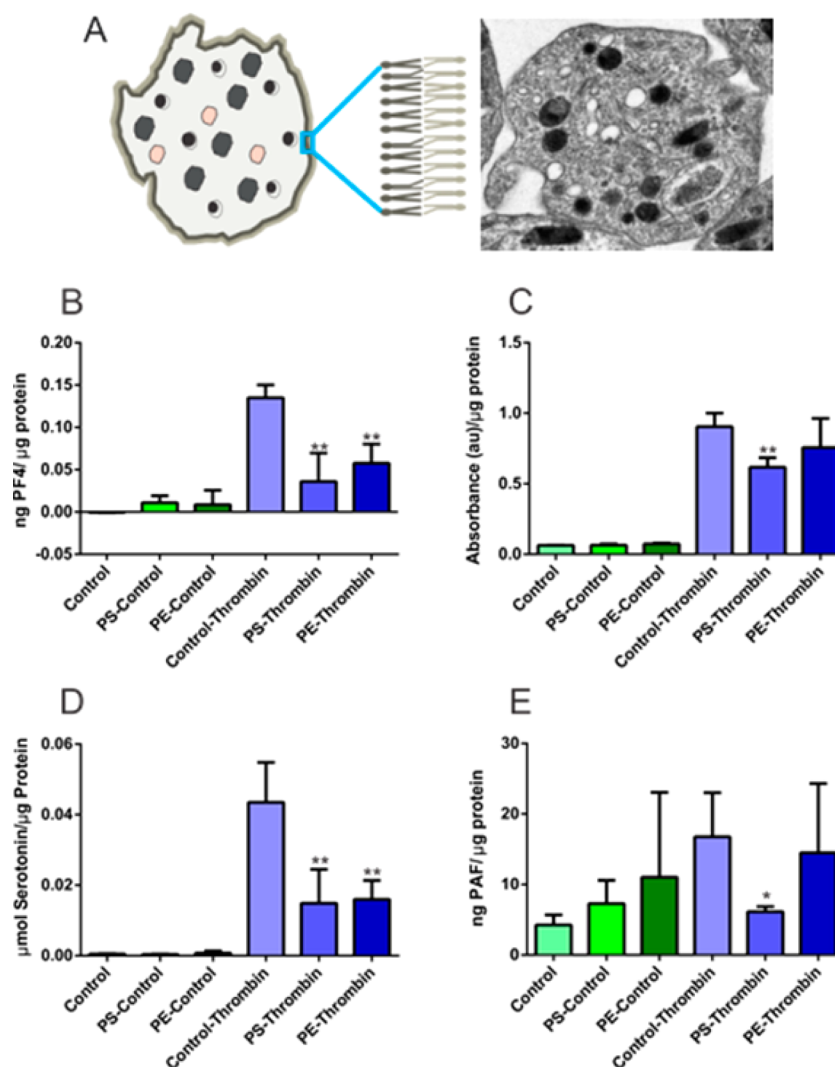 A
B
ng PF4/ µg protein
0.20
0.15
0.10
0.05
0.00
-0.05
Control
PS-Control
PE-Control
Control-Thrombin
PS-Thrombin
PE-Thrombin
**
**
C
Absorbance (au)/µg protein
1.5
1.0
0.5
0.0
Control
PS-Control
PE-Control
Control-Thrombin
PS-Thrombin
PE-Thrombin
**
D
µmol Serotonin/µg Protein
0.06
0.04
0.02
0.00
Control
PS-Control
PE-Control
Control-Thrombin
PS-Thrombin
PE-Thrombin
**
**
E
ng PAF/ µg protein
30
20
10
0
Control
PS-Control
PE-Control
Control-Thrombin
PS-Thrombin
PE-Thrombin
*